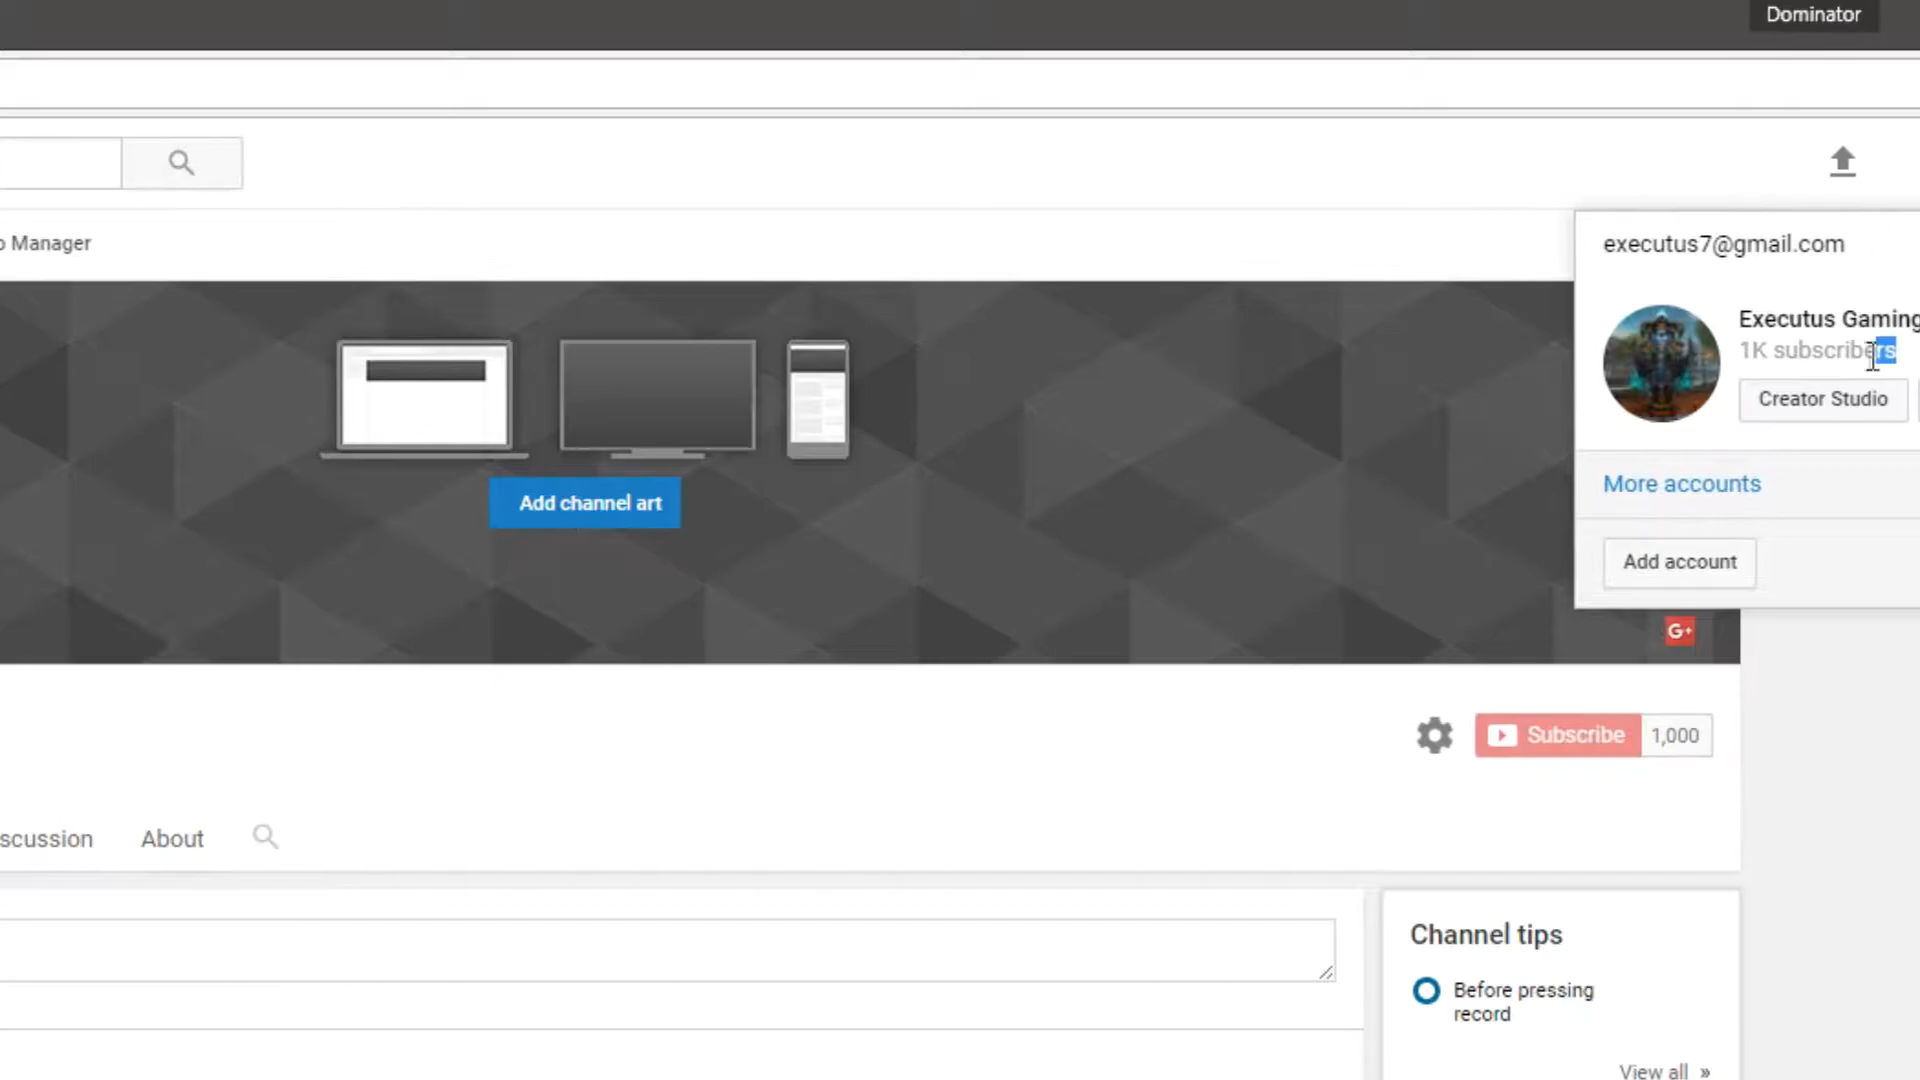 Dominator
o Manager
executus7@gmail.com
Executus Gaming
1K subscribers
Creator Studio
More accounts
Add channel art
Add account
G+
Subscribe 1,000
scussion About
Channel tips
Before pressing
record
View all »